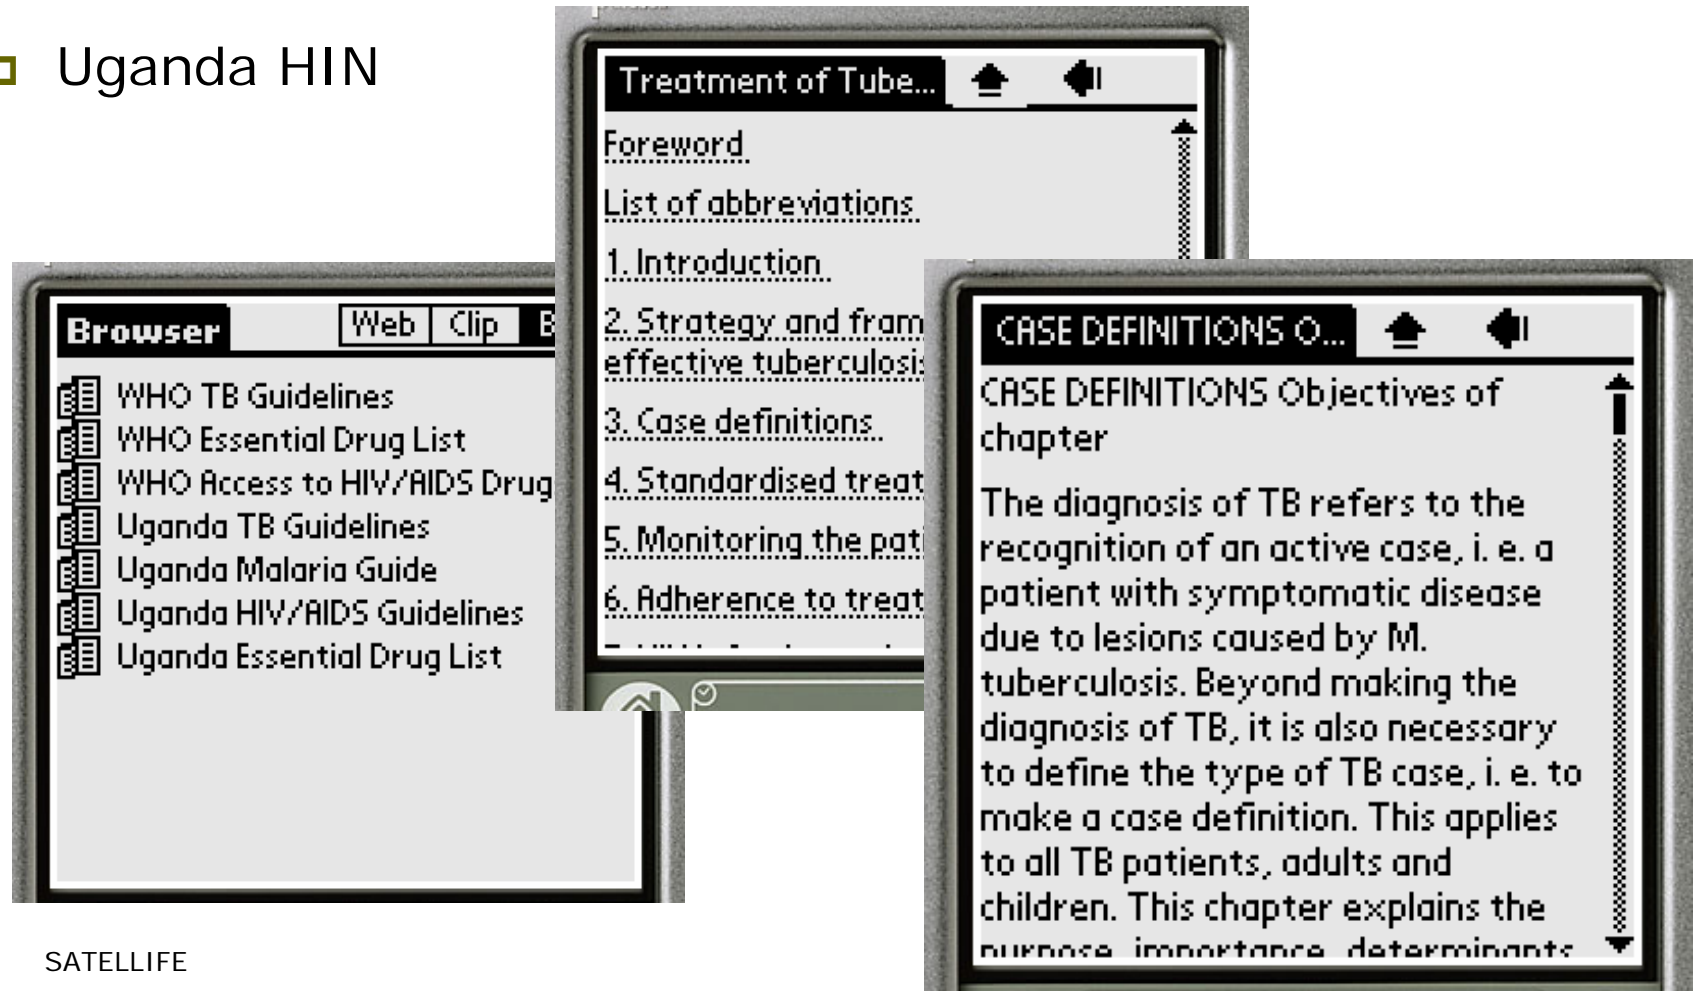 Uganda HIN
Treatment of Tube...
Foreword
List of abbreviations
1. Introduction
2. Strategy and fram
effective tuberculosis
3. Case definitions
4. Standardised treat
5. Monitoring the pati
6. Adherence to treat
Browser
Web Clip B
WHO TB Guidelines
WHO Essential Drug List
WHO Access to HIV/AIDS Drug
Uganda TB Guidelines
Uganda Malaria Guide
Uganda HIV/AIDS Guidelines
Uganda Essential Drug List
CASE DEFINITIONS O...
CASE DEFINITIONS Objectives of
chapter
The diagnosis of TB refers to the
recognition of an active case, i. e. a
patient with symptomatic disease
due to lesions caused by M.
tuberculosis. Beyond making the
diagnosis of TB, it is also necessary
to define the type of TB case, i. e. to
make a case definition. This applies
to all TB patients, adults and
children. This chapter explains the
purpose, importance, determinants
SATELLIFE